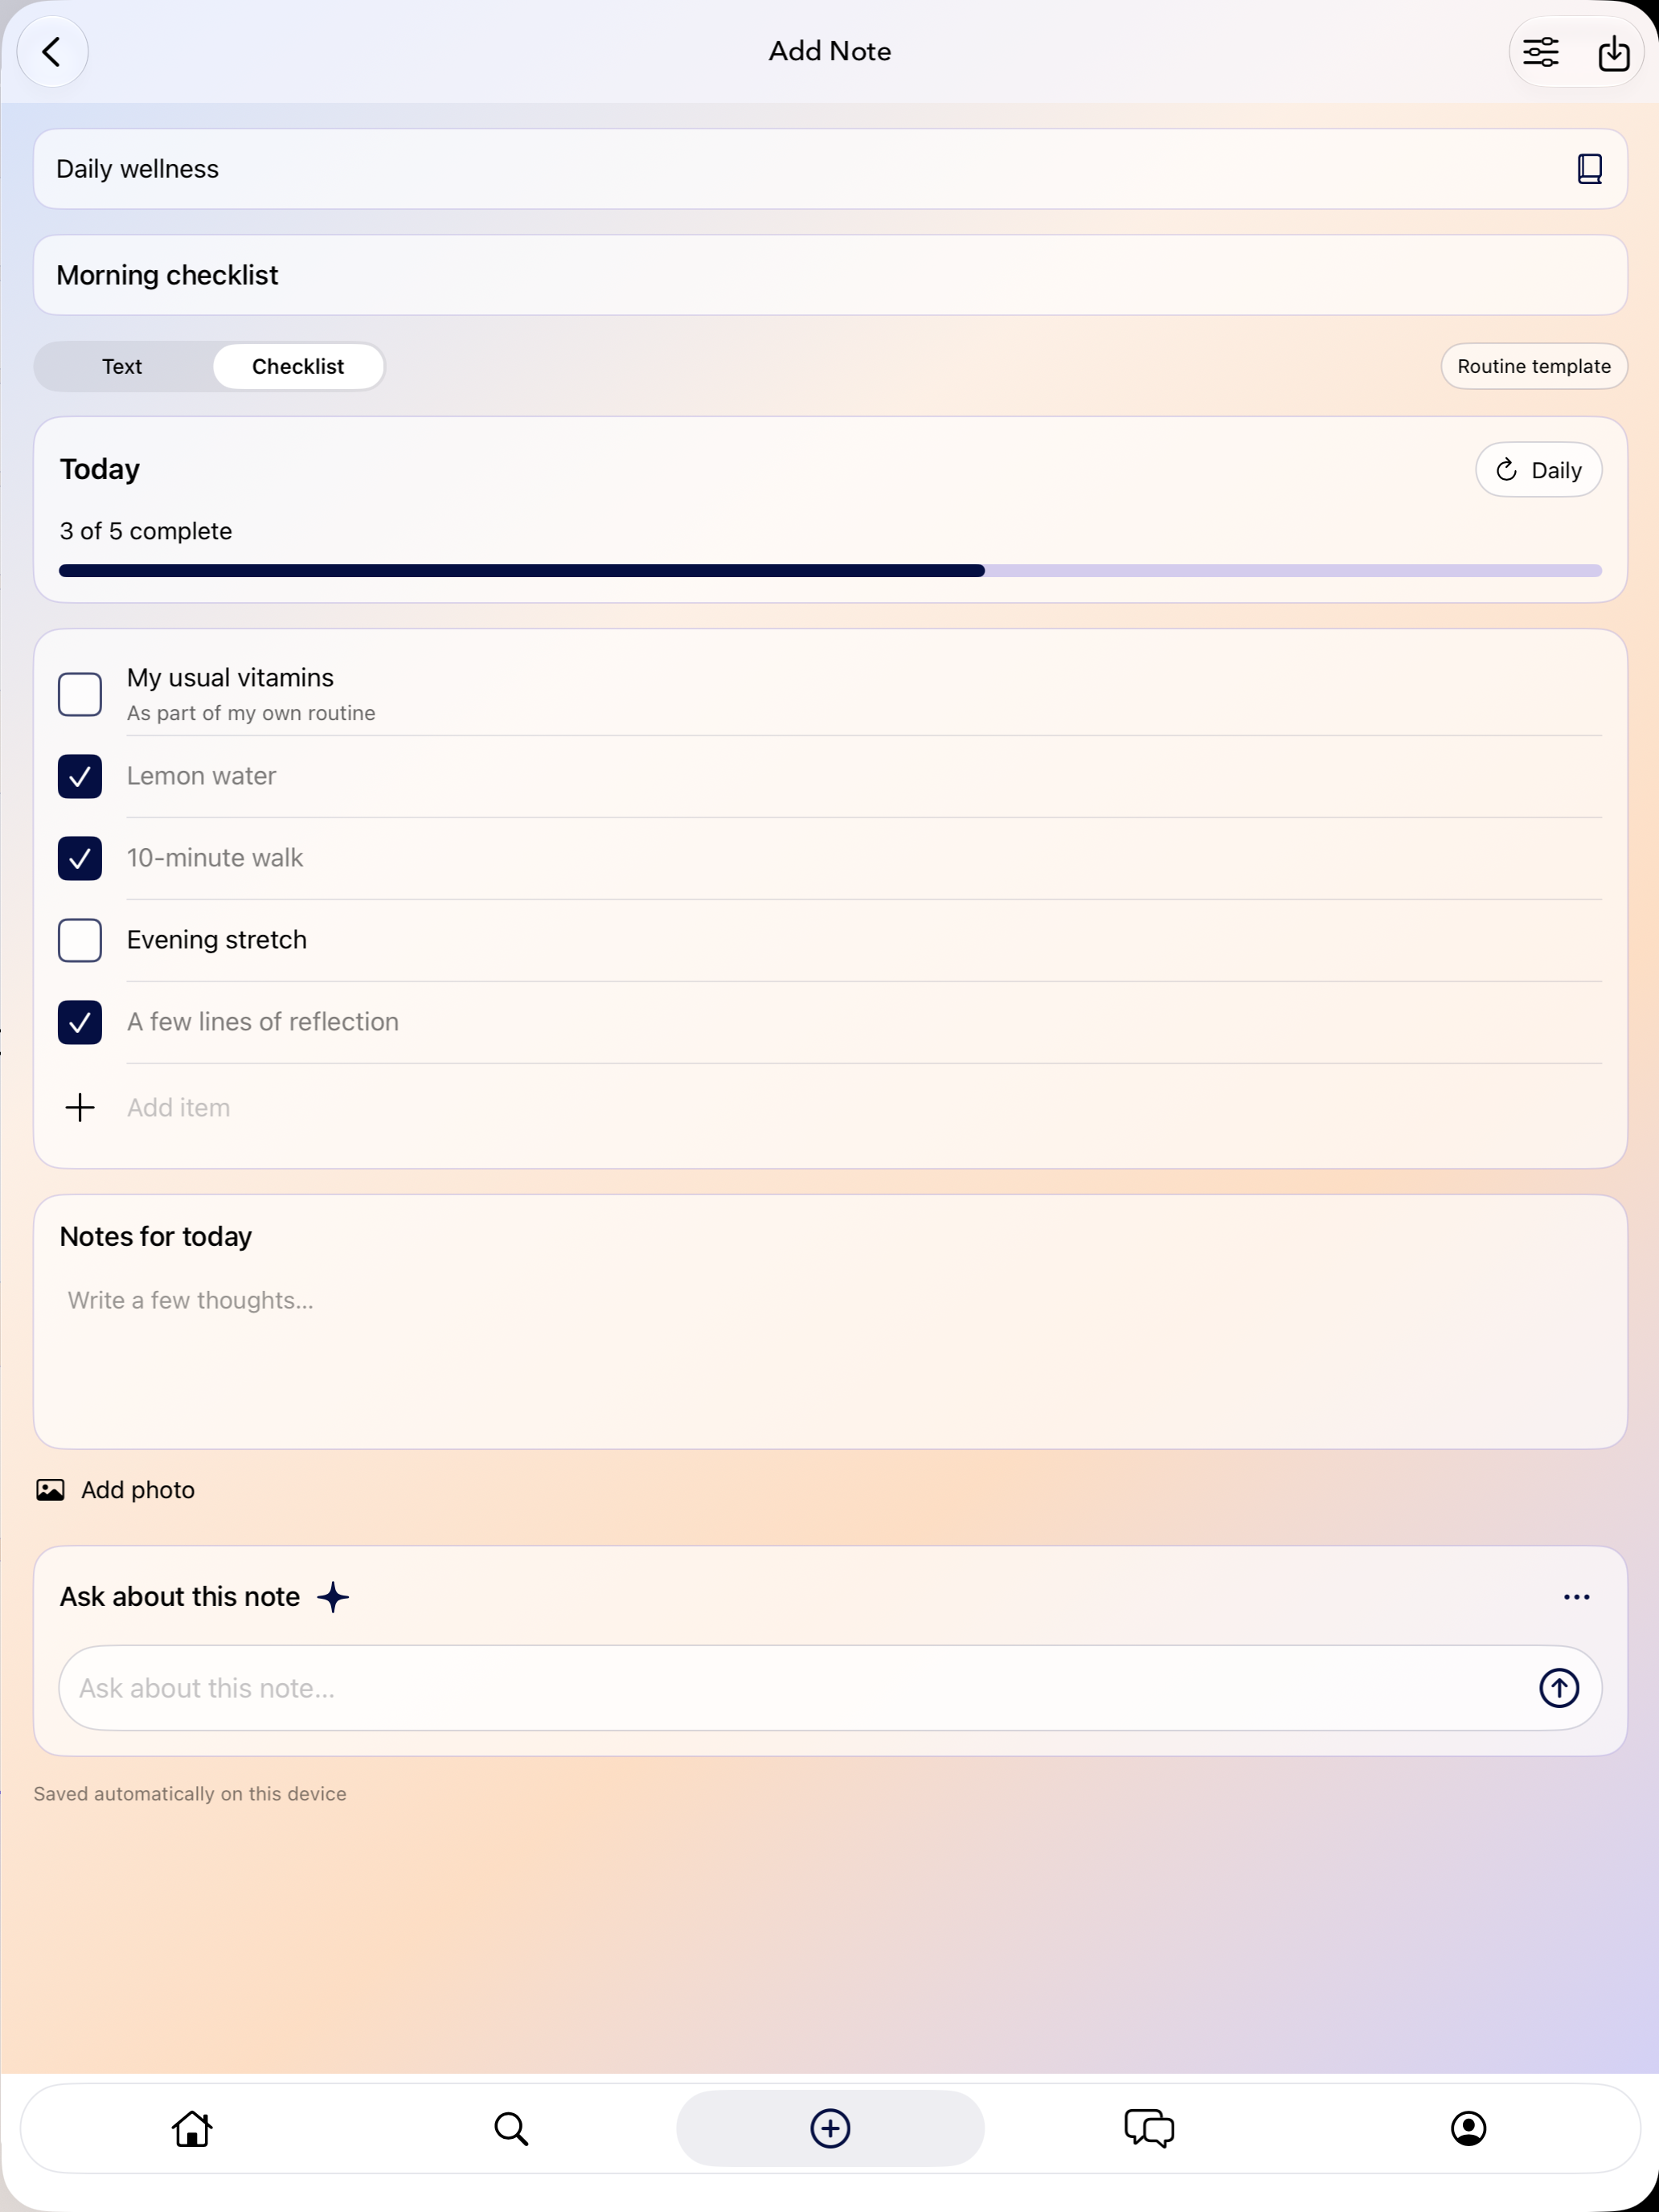 Add Note
Daily wellness
Morning checklist
Text
Checklist
Routine template
Today
Daily
3 of 5 complete
My usual vitamins
As part of my own routine
Lemon water
10-minute walk
Evening stretch
A few lines of reflection
Add item
Notes for today
Write a few thoughts...
Add photo
Ask about this note
Ask about this note...
Saved automatically on this device